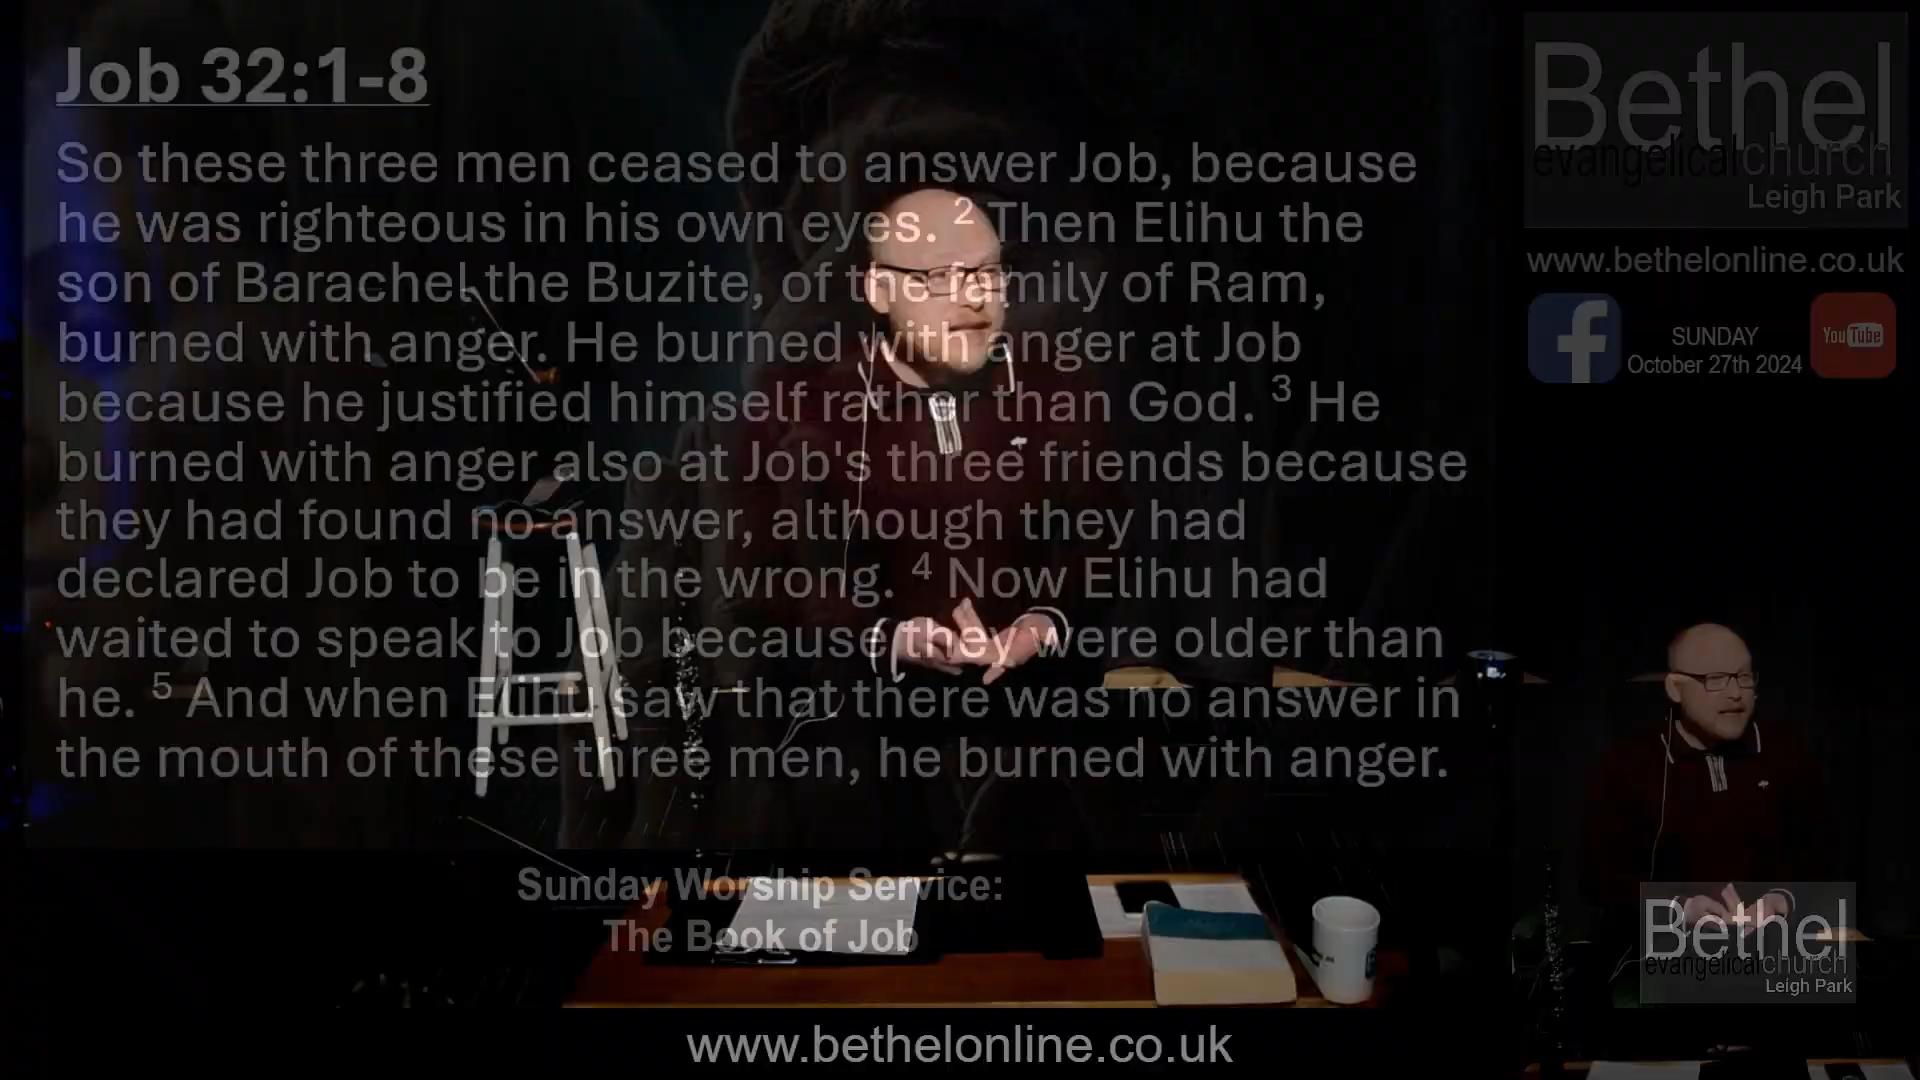 Job 32:1-8
So these three men ceased to answer Job, because
he was righteous in his own eyes. 2 Then Elihu the
son of Barachel the Buzite, of the family of Ram,
burned with anger. He burned with anger at Job
because he justified himself rather than God. 3 He
burned with anger also at Job's three friends because
they had found no answer, although they had
declared Job to be in the wrong. 4 Now Elihu had
waited to speak to Job because they were older than
he. 5 And when Elihu saw that there was no answer in
the mouth of these three men, he burned with anger.
Sunday Worship Service:
The Book of Job
www.bethelonline.co.uk
Bethel
evangelicalchurch
Leigh Park
www.bethelonline.co.uk
SUNDAY
October 27th 2024
YouTube
Bethel
evangelicalchurch
Leigh Park